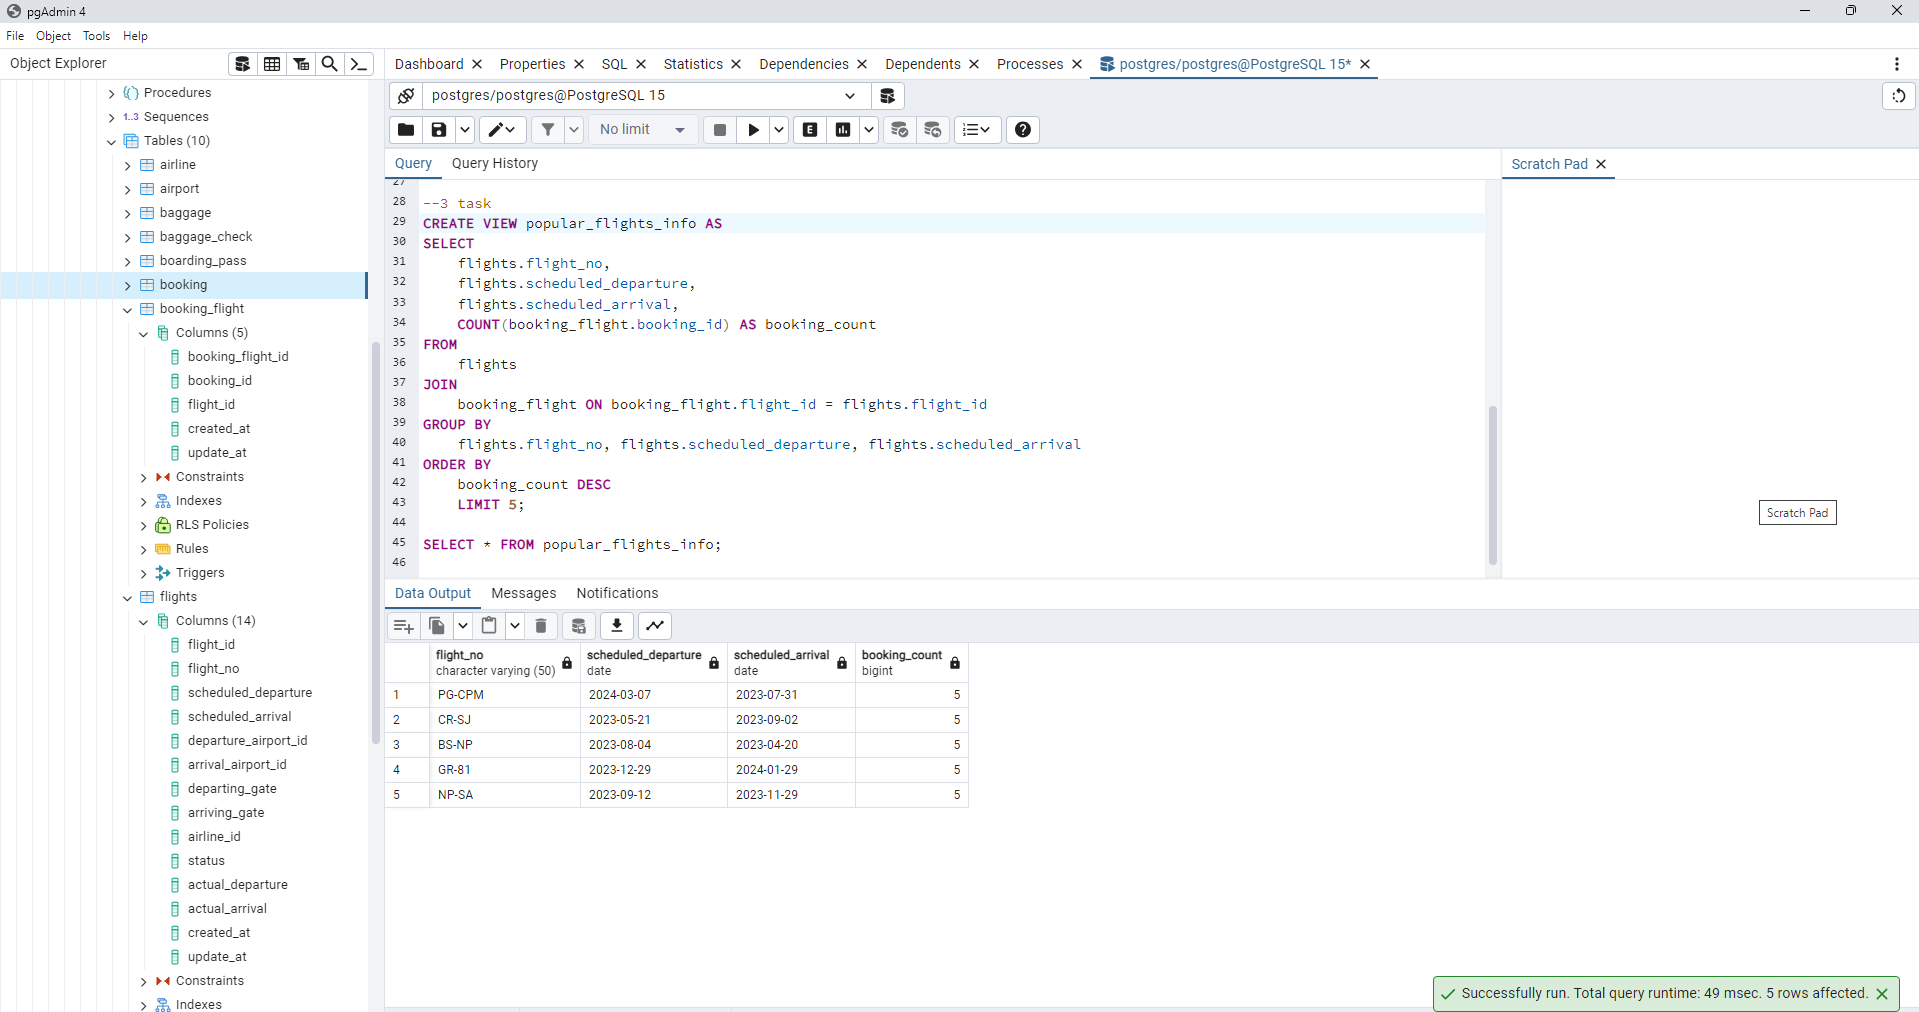 pgAdmin 4
File Object Tools Help
Object Explorer
Dashboard Properties SQL Statistics Dependencies Dependents Processes postgres/postgres@PostgreSQL 15*
postgres/postgres@PostgreSQL 15
No limit
Query Query History
Scratch Pad
Procedures
1..3 Sequences
Tables (10)
airline
airport
baggage
baggage_check
boarding_pass
booking
booking_flight
Columns (5)
booking_flight_id
booking_id
flight_id
created_at
update_at
Constraints
Indexes
RLS Policies
Rules
Triggers
flights
Columns (14)
flight_id
flight_no
scheduled_departure
scheduled_arrival
departure_airport_id
arrival_airport_id
departing_gate
arriving_gate
airline_id
status
actual_departure
actual_arrival
created_at
update_at
Constraints
Indexes
27
28 --3 task
29 CREATE VIEW popular_flights_info AS
30 SELECT
31 flights.flight_no,
32 flights.scheduled_departure,
33 flights.scheduled_arrival,
34 COUNT(booking_flight.booking_id) AS booking_count
35 FROM
36 flights
37 JOIN
38 booking_flight ON booking_flight.flight_id = flights.flight_id
39 GROUP BY
40 flights.flight_no, flights.scheduled_departure, flights.scheduled_arrival
41 ORDER BY
42 booking_count DESC
43 LIMIT 5;
44
45 SELECT * FROM popular_flights_info;
46
Scratch Pad
Data Output Messages Notifications
flight_no scheduled_departure scheduled_arrival booking_count
character varying (50) date date bigint
1 PG-CPM 2024-03-07 2023-07-31 5
2 CR-SJ 2023-05-21 2023-09-02 5
3 BS-NP 2023-08-04 2023-04-20 5
4 GR-81 2023-12-29 2024-01-29 5
5 NP-SA 2023-09-12 2023-11-29 5
Successfully run. Total query runtime: 49 msec. 5 rows affected.